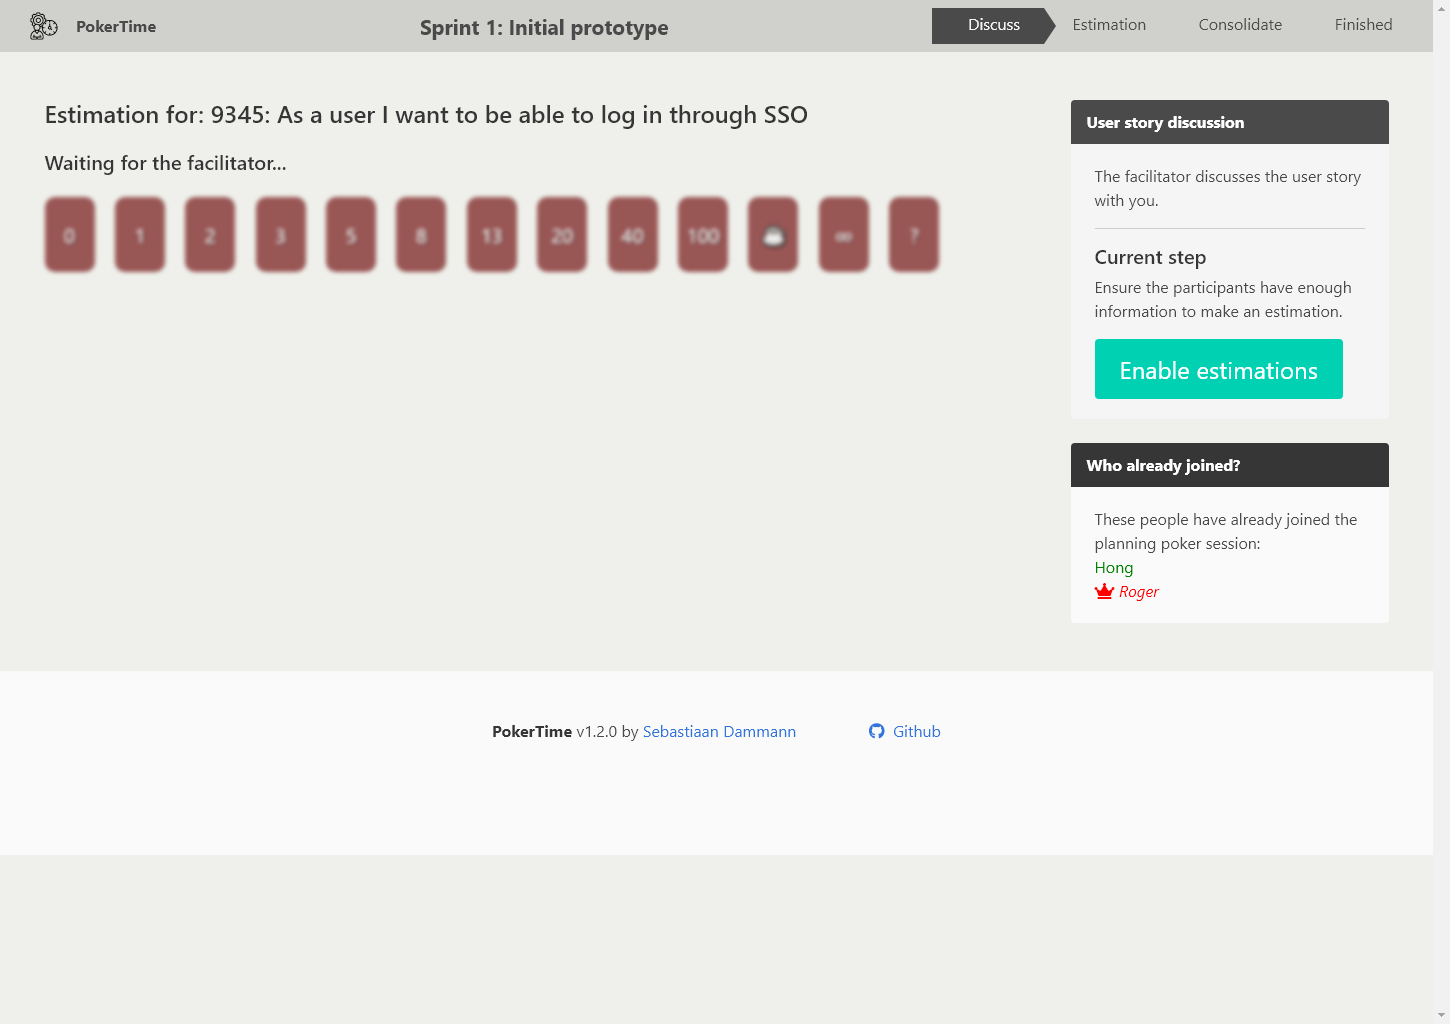 PokerTime
Sprint 1: Initial prototype
Discuss
Estimation
Consolidate
Finished
Estimation for: 9345: As a user I want to be able to log in through SSO
Waiting for the facilitator...
0 1 2 3 5 8 13 20 40 100 ∞ ?
User story discussion
The facilitator discusses the user story
with you.
Current step
Ensure the participants have enough
information to make an estimation.
Enable estimations
Who already joined?
These people have already joined the
planning poker session:
Hong
Roger
PokerTime v1.2.0 by Sebastiaan Dammann
Github